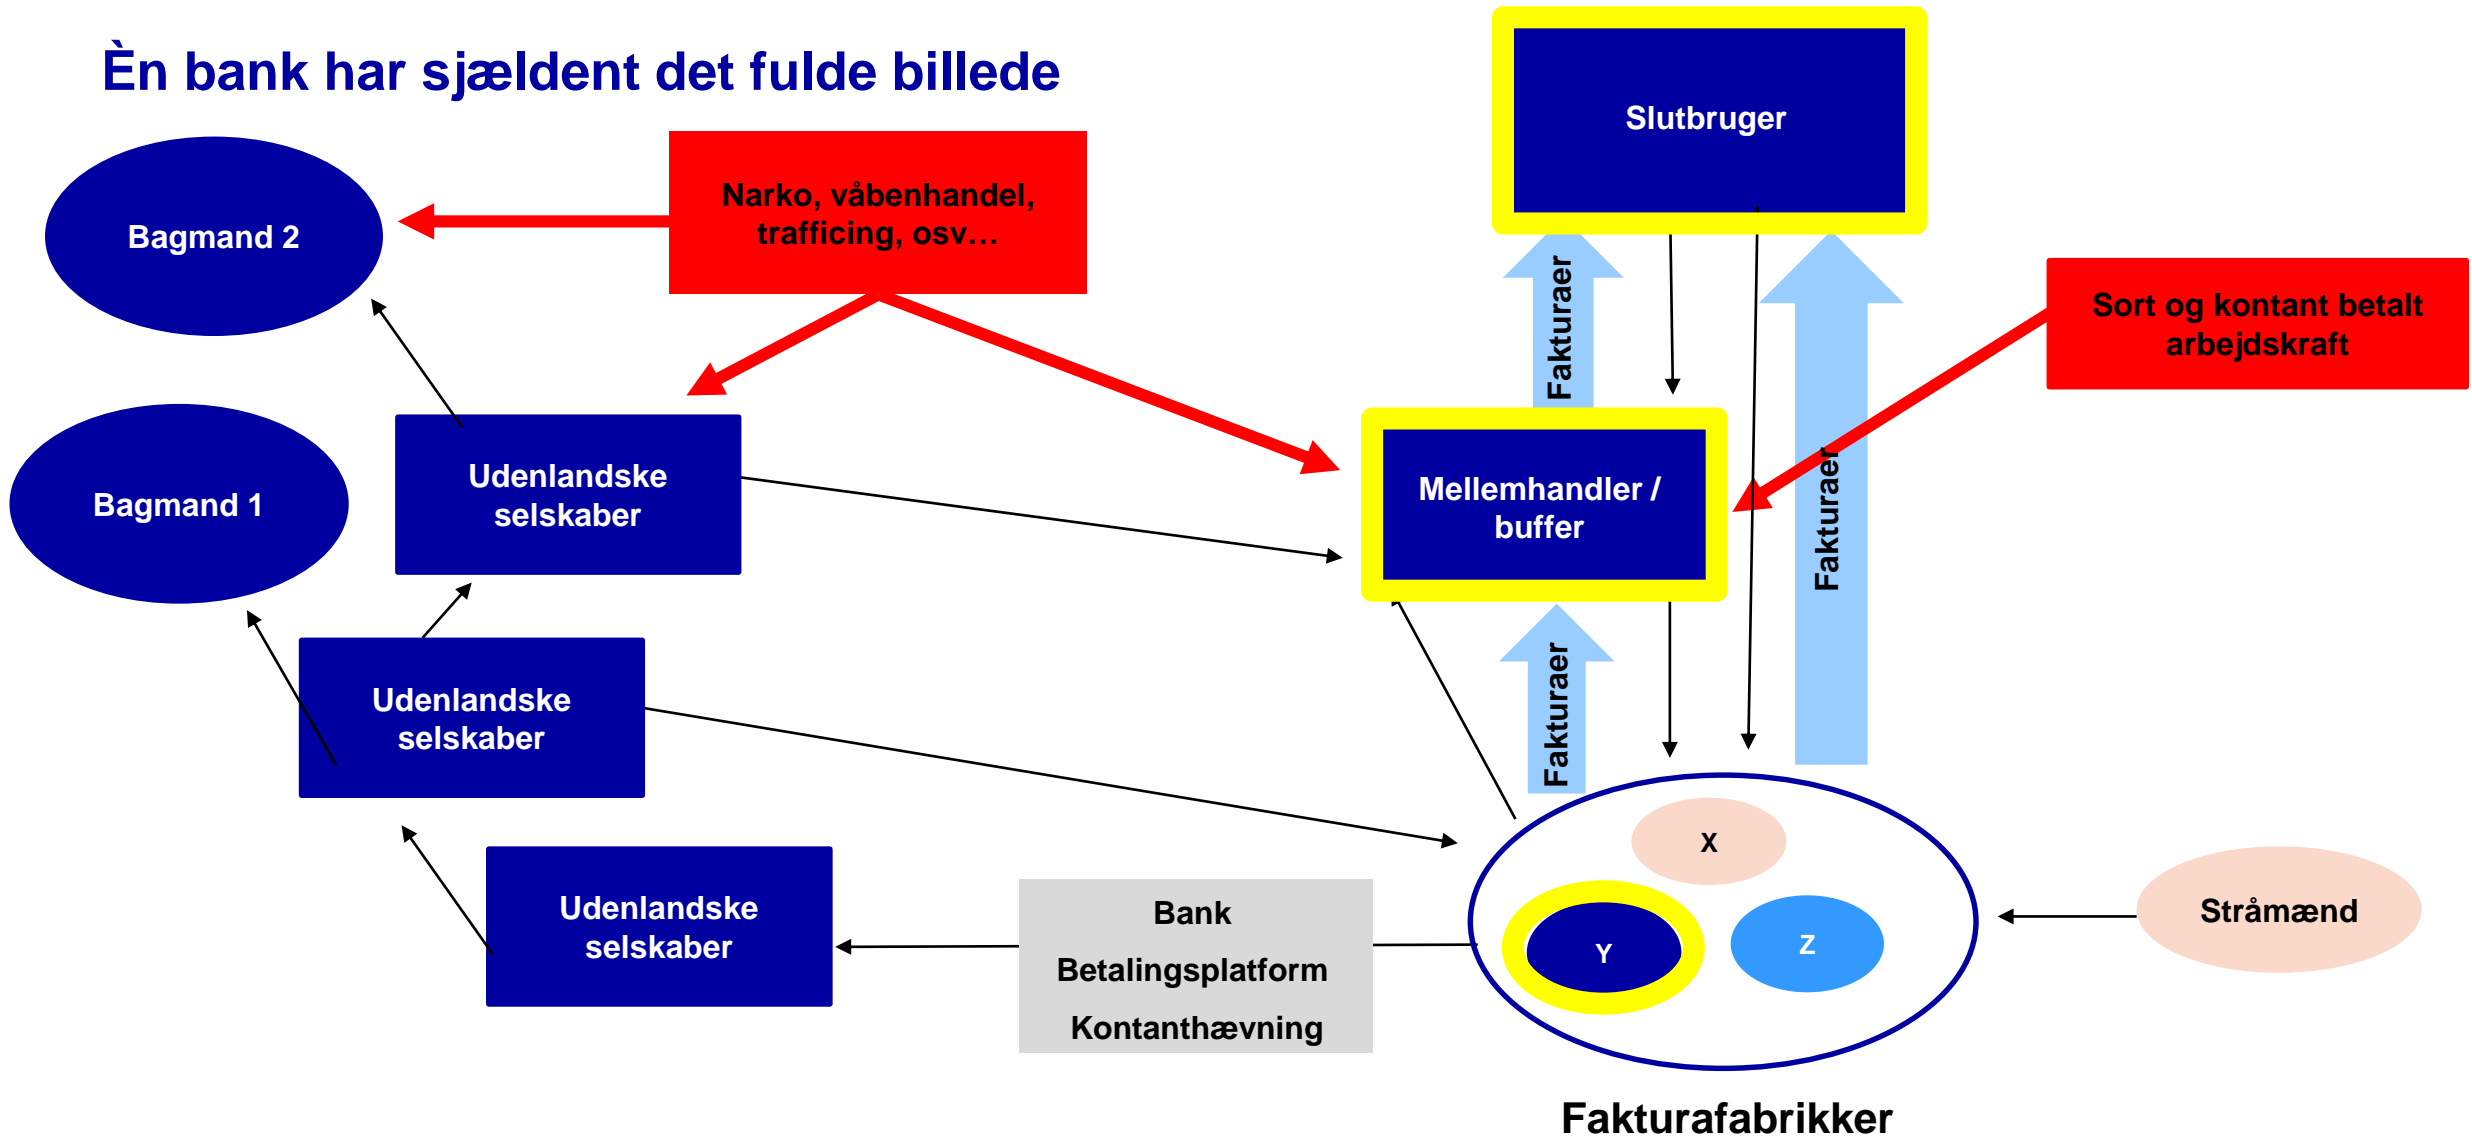 Èn bank har sjældent det fulde billede
Slutbruger
Narko, våbenhandel,
trafficing, osv…
Bagmand 2
Fakturaer
Sort og kontant betalt
arbejdskraft
Bagmand 1
Udenlandske
selskaber
Mellemhandler /
buffer
Fakturaer
Udenlandske
selskaber
Fakturaer
X
Udenlandske
selskaber
Bank
Betalingsplatform
Kontanthævning
Y
Z
Stråmænd
Fakturafabrikker